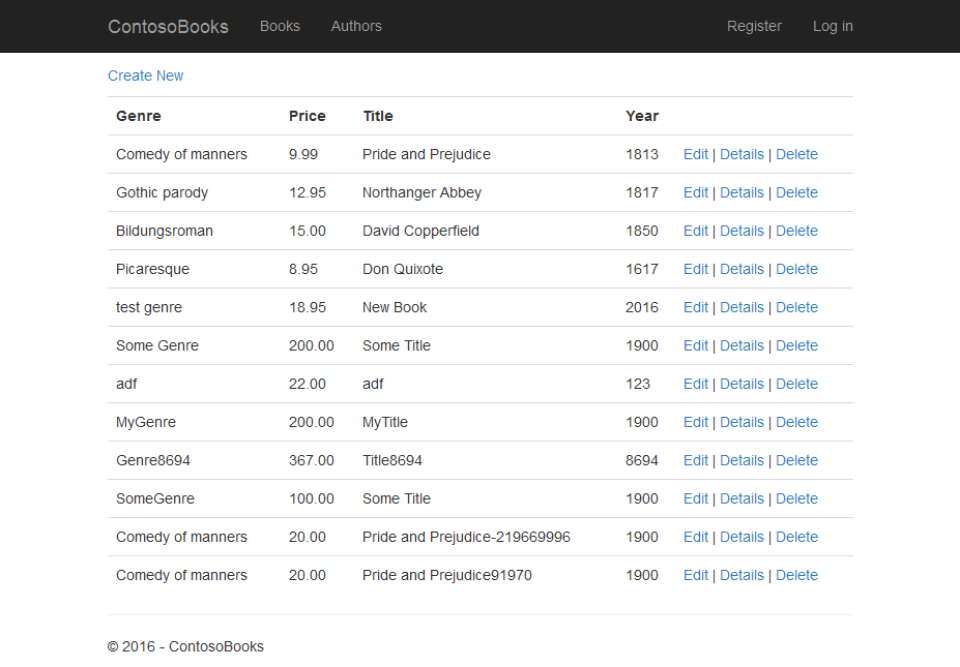 ContosoBooks Books Authors Register Log in
Create New
Genre Price Title Year
Comedy of manners 9.99 Pride and Prejudice 1813 Edit | Details | Delete
Gothic parody 12.95 Northanger Abbey 1817 Edit | Details | Delete
Bildungsroman 15.00 David Copperfield 1850 Edit | Details | Delete
Picaresque 8.95 Don Quixote 1617 Edit | Details | Delete
test genre 18.95 New Book 2016 Edit | Details | Delete
Some Genre 200.00 Some Title 1900 Edit | Details | Delete
adf 22.00 adf 123 Edit | Details | Delete
MyGenre 200.00 MyTitle 1900 Edit | Details | Delete
Genre8694 367.00 Title8694 8694 Edit | Details | Delete
SomeGenre 100.00 Some Title 1900 Edit | Details | Delete
Comedy of manners 20.00 Pride and Prejudice-219669996 1900 Edit | Details | Delete
Comedy of manners 20.00 Pride and Prejudice91970 1900 Edit | Details | Delete
© 2016 - ContosoBooks